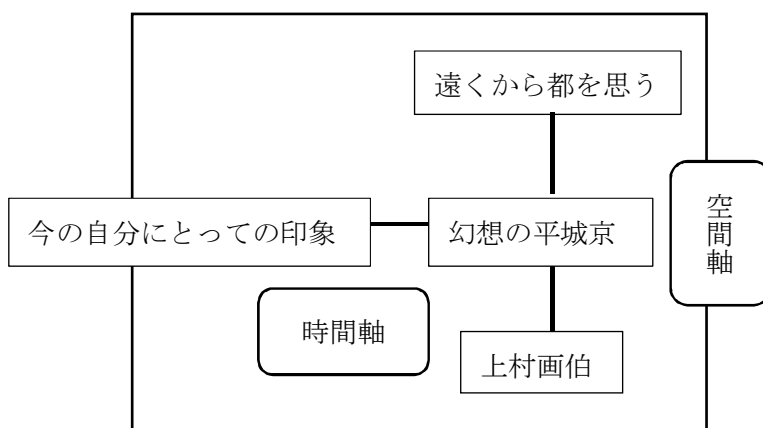 遠くから都を思う
今の自分にとっての印象
幻想の平城京
空間軸
時間軸
上村画伯